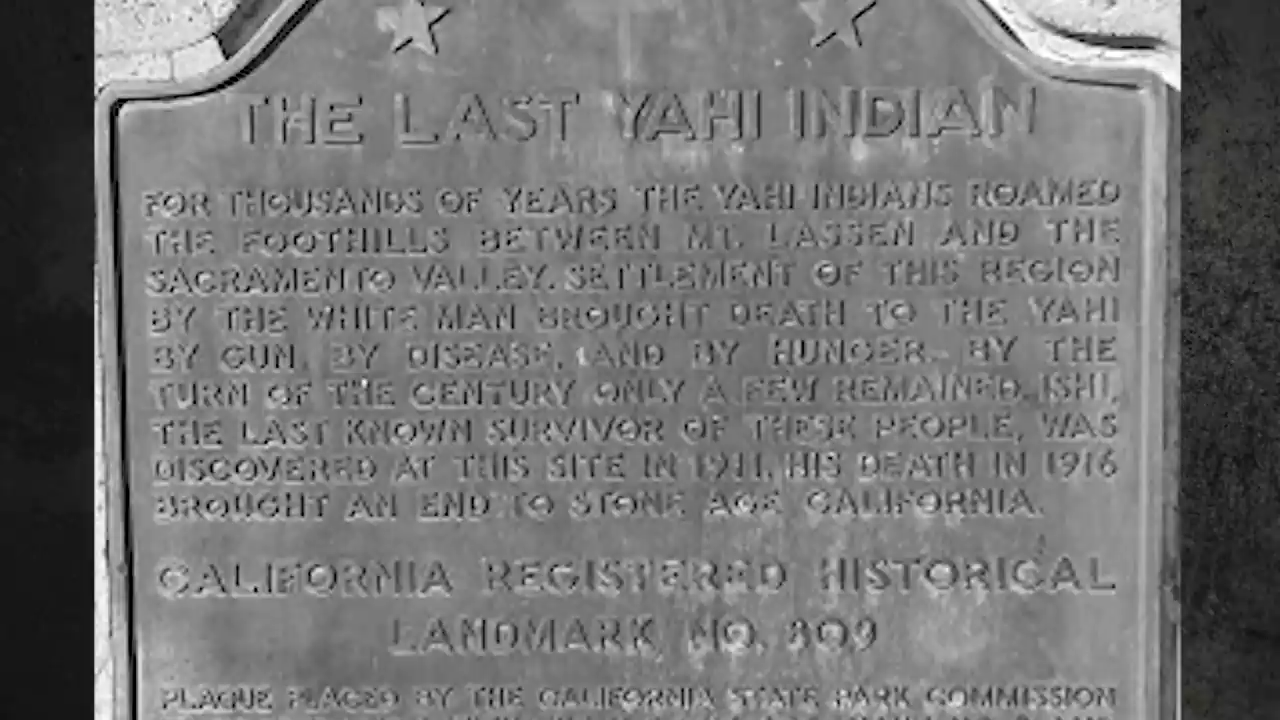 THE LAST YAHI INDIAN
FOR THOUSANDS OF YEARS THE YAHI INDIANS ROAMED
THE FOOTHILLS BETWEEN MT. LASSEN AND THE
SACRAMENTO VALLEY. SETTLEMENT OF THIS REGION
BY THE WHITE MAN BROUGHT DEATH TO THE YAHI
BY GUN, BY DISEASE, AND BY HUNGER. BY THE
TURN OF THE CENTURY ONLY A FEW REMAINED. ISHI,
THE LAST KNOWN SURVIVOR OF THESE PEOPLE, WAS
DISCOVERED AT THIS SITE IN 1911. HIS DEATH IN 1916
BROUGHT AN END TO STONE AGE CALIFORNIA.
CALIFORNIA REGISTERED HISTORICAL
LANDMARK NO. 809
PLAQUE PLACED BY THE CALIFORNIA STATE PARK COMMISSION